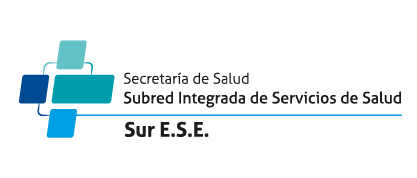 Secretaría de Salud
Subred Integrada de Servicios de Salud
Sur E.S.E.